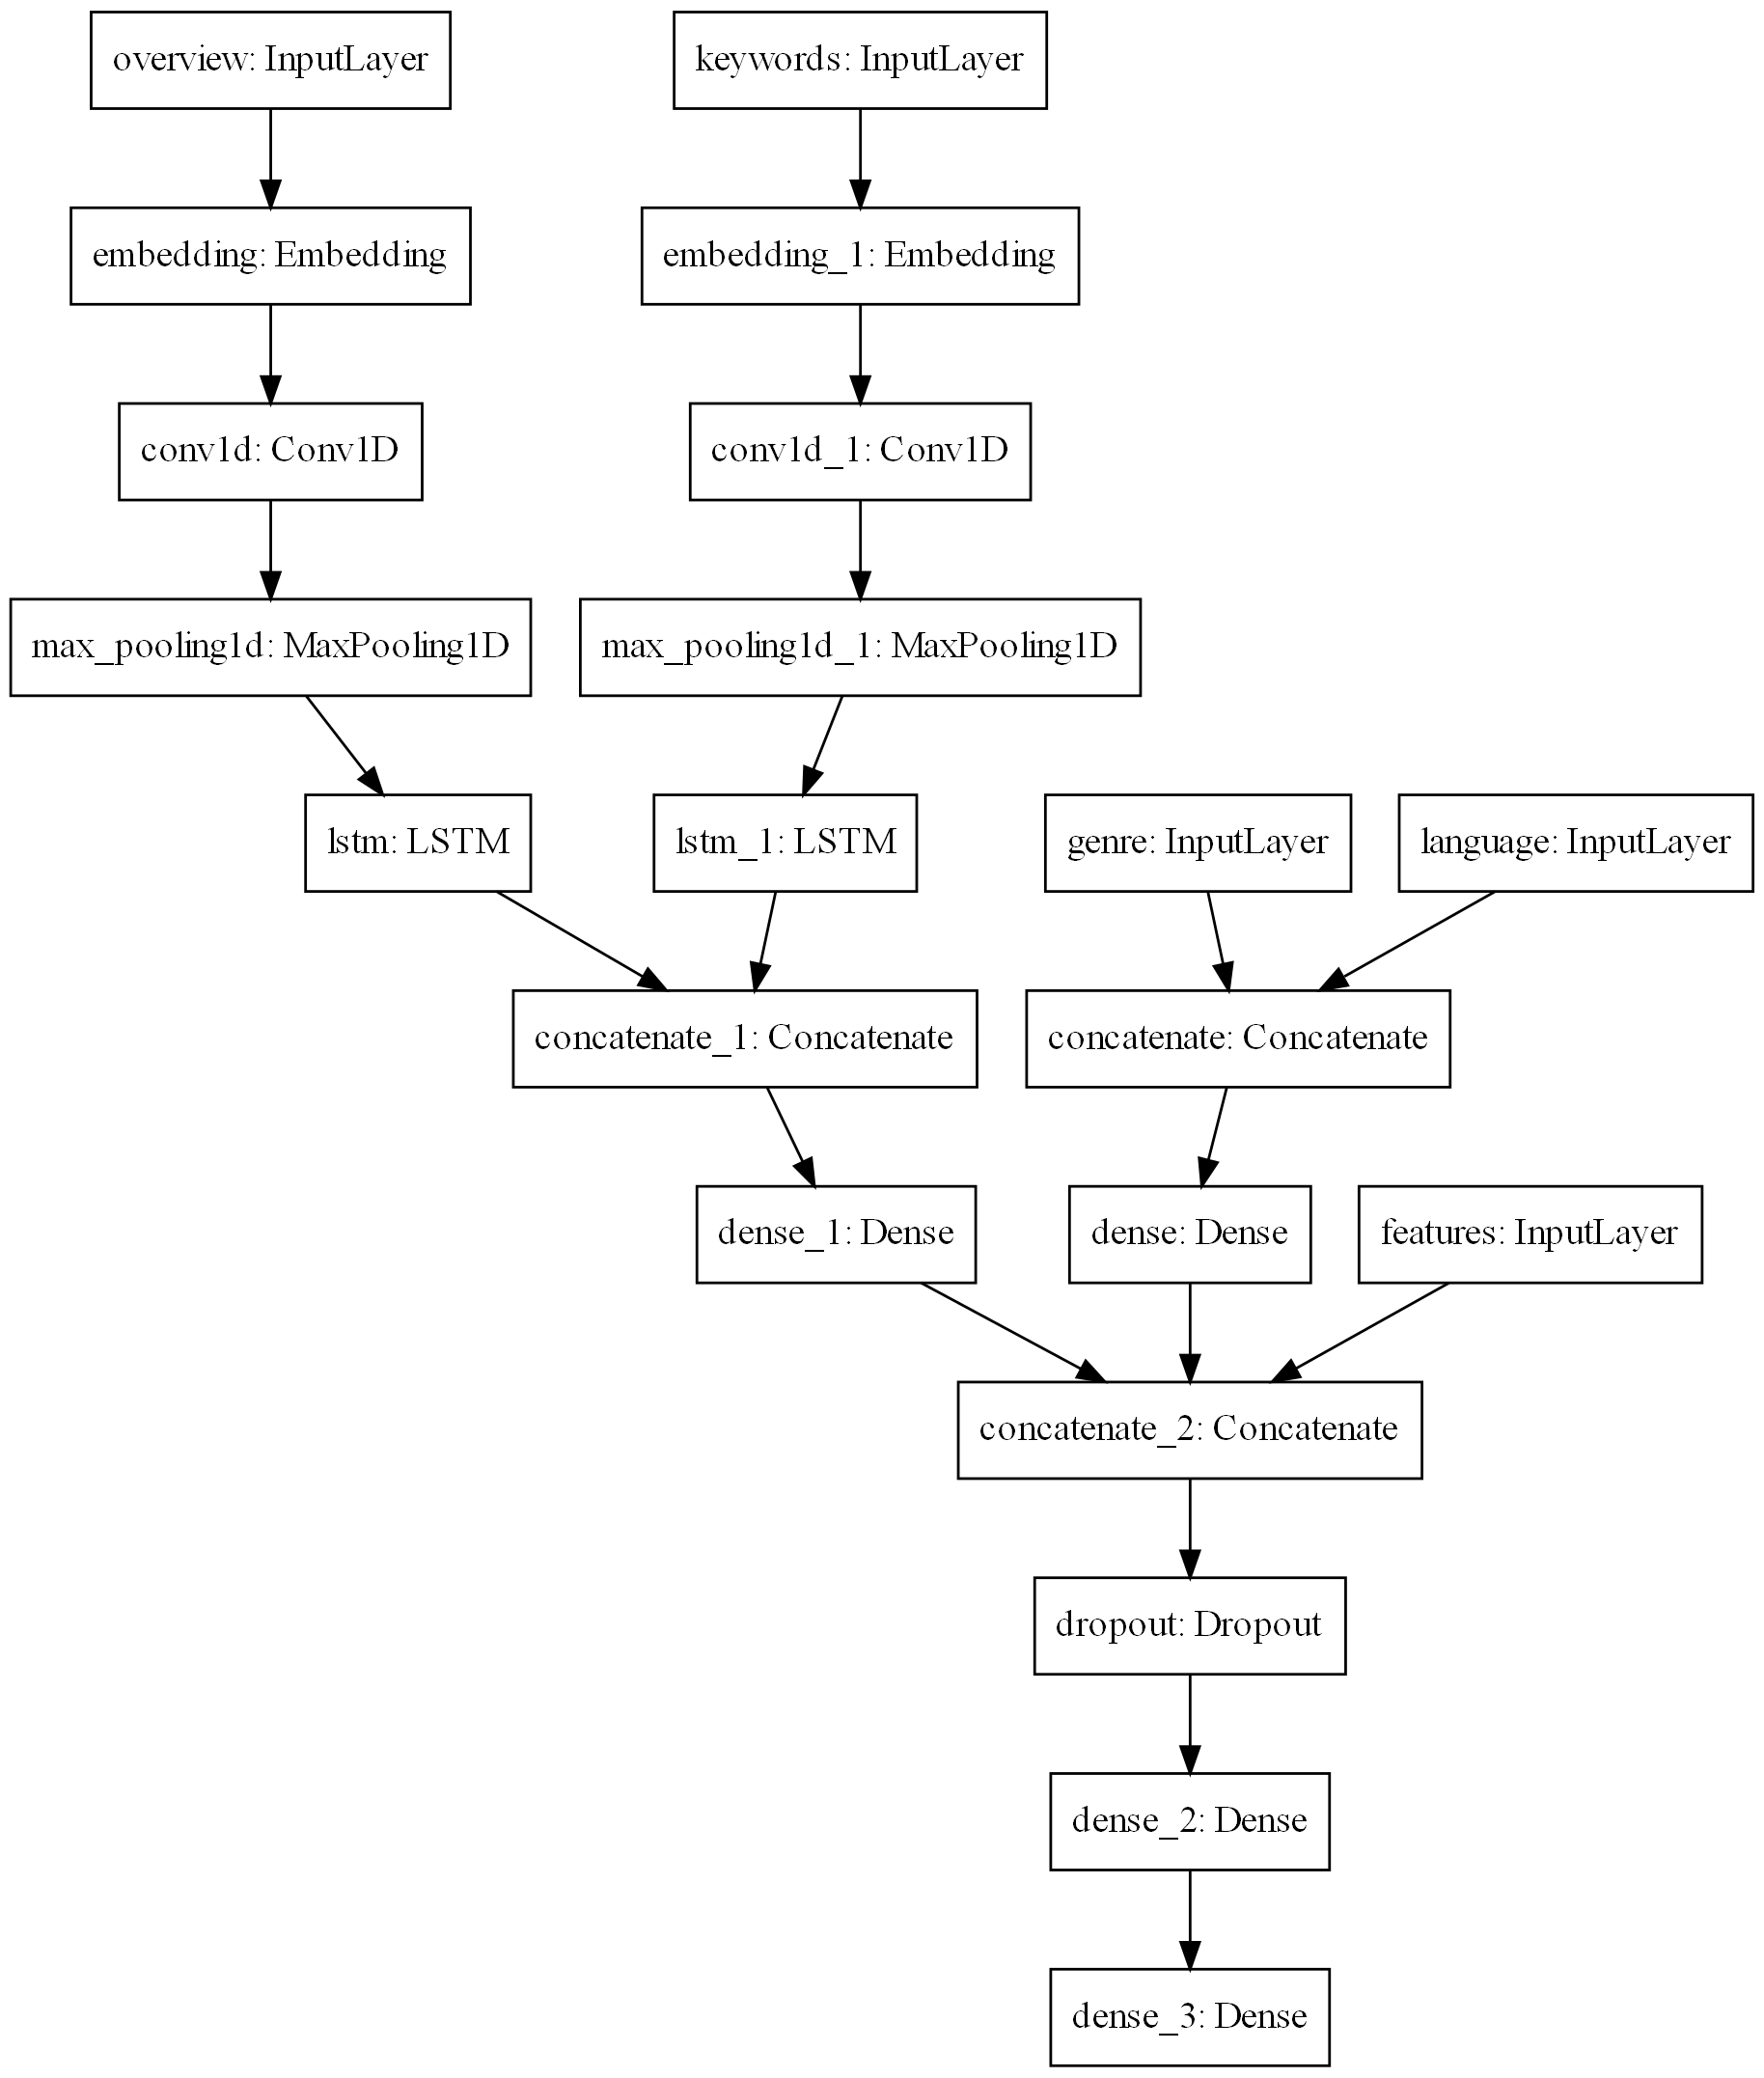 overview: InputLayer
keywords: InputLayer
embedding: Embedding
embedding_1: Embedding
conv1d: Conv1D
conv1d_1: Conv1D
max_pooling1d: MaxPooling1D
max_pooling1d_1: MaxPooling1D
lstm: LSTM
lstm_1: LSTM
genre: InputLayer
language: InputLayer
concatenate_1: Concatenate
concatenate: Concatenate
dense_1: Dense
dense: Dense
features: InputLayer
concatenate_2: Concatenate
dropout: Dropout
dense_2: Dense
dense_3: Dense